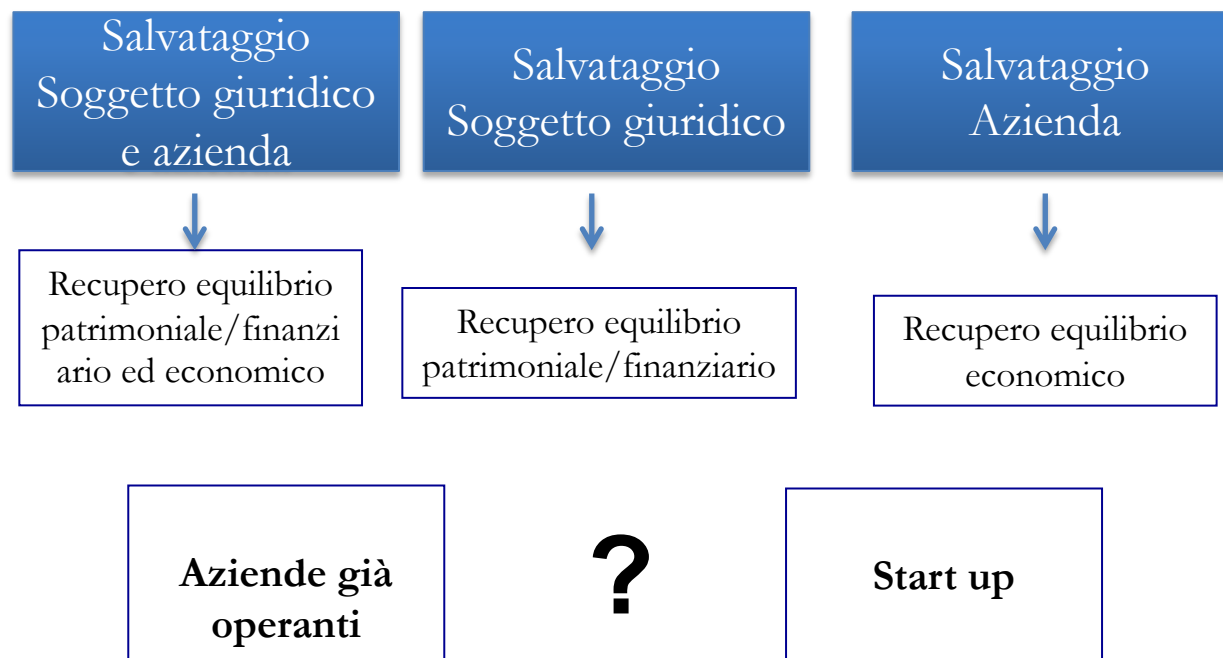 Salvataggio
Soggetto giuridico
e azienda
Salvataggio
Soggetto giuridico
Salvataggio
Azienda
Recupero equilibrio
patrimoniale/finanzi
ario ed economico
Recupero equilibrio
patrimoniale/finanziario
Recupero equilibrio
economico
Aziende già
operanti
?
Start up